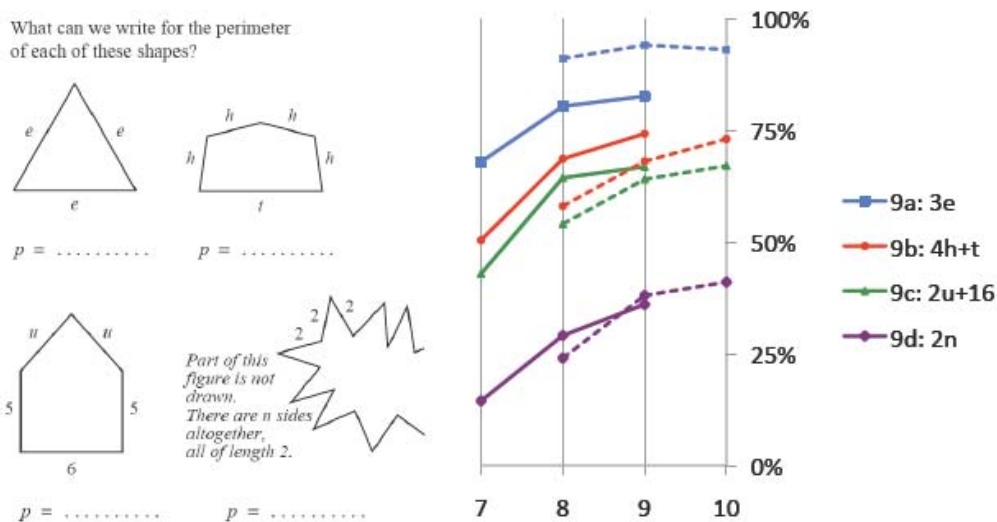 What can we write for the perimeter
of each of these shapes?
e
e
e
h
h
h
h
t
p = ..........
p = ..........
u
u
5
5
6
2
2
2
Part of this
figure is not
drawn.
There are n sides
altogether,
all of length 2.
p = ..........
p = ..........
100%
75%
50%
25%
0%
7 8 9 10
9a: 3e
9b: 4h+t
9c: 2u+16
9d: 2n